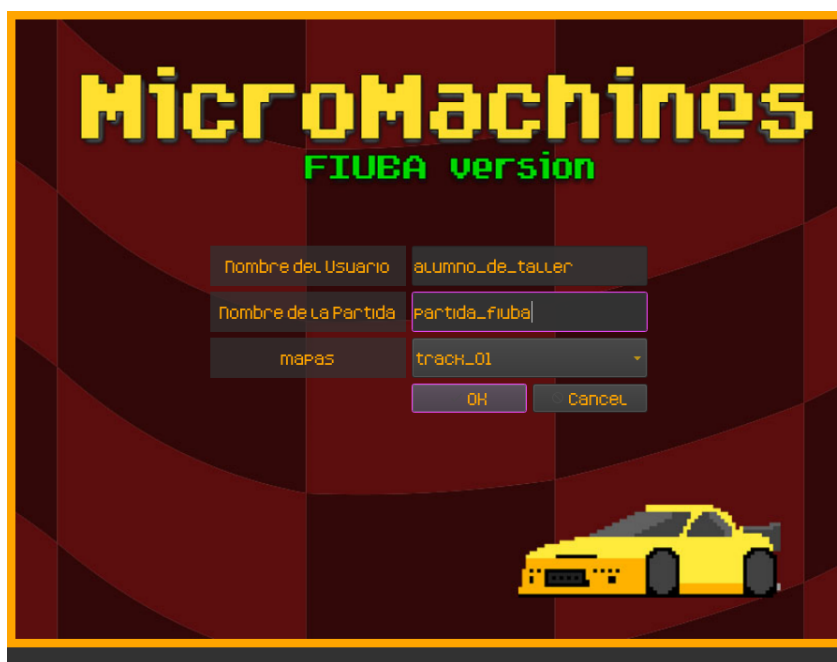 MicroMachines
FIUBA version
Nombre del Usuario alumno_de_taller
Nombre de la Partida partida_fiuba
mapas track_01
OK Cancel